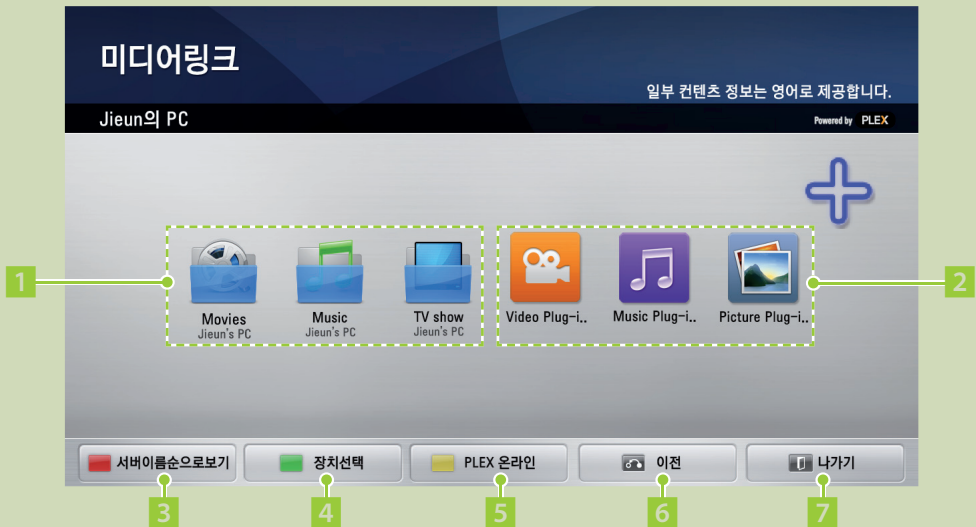 미디어링크
일부 컨텐츠 정보는 영어로 제공합니다.
Jieun의 PC
Powered by PLEX
1
2
Movies
Jieun's PC
Music
Jieun's PC
TV show
Jieun's PC
Video Plug-i..
Music Plug-i..
Picture Plug-i..
서버이름순으로보기
장치선택
PLEX 온라인
이전
나가기
3
4
5
6
7